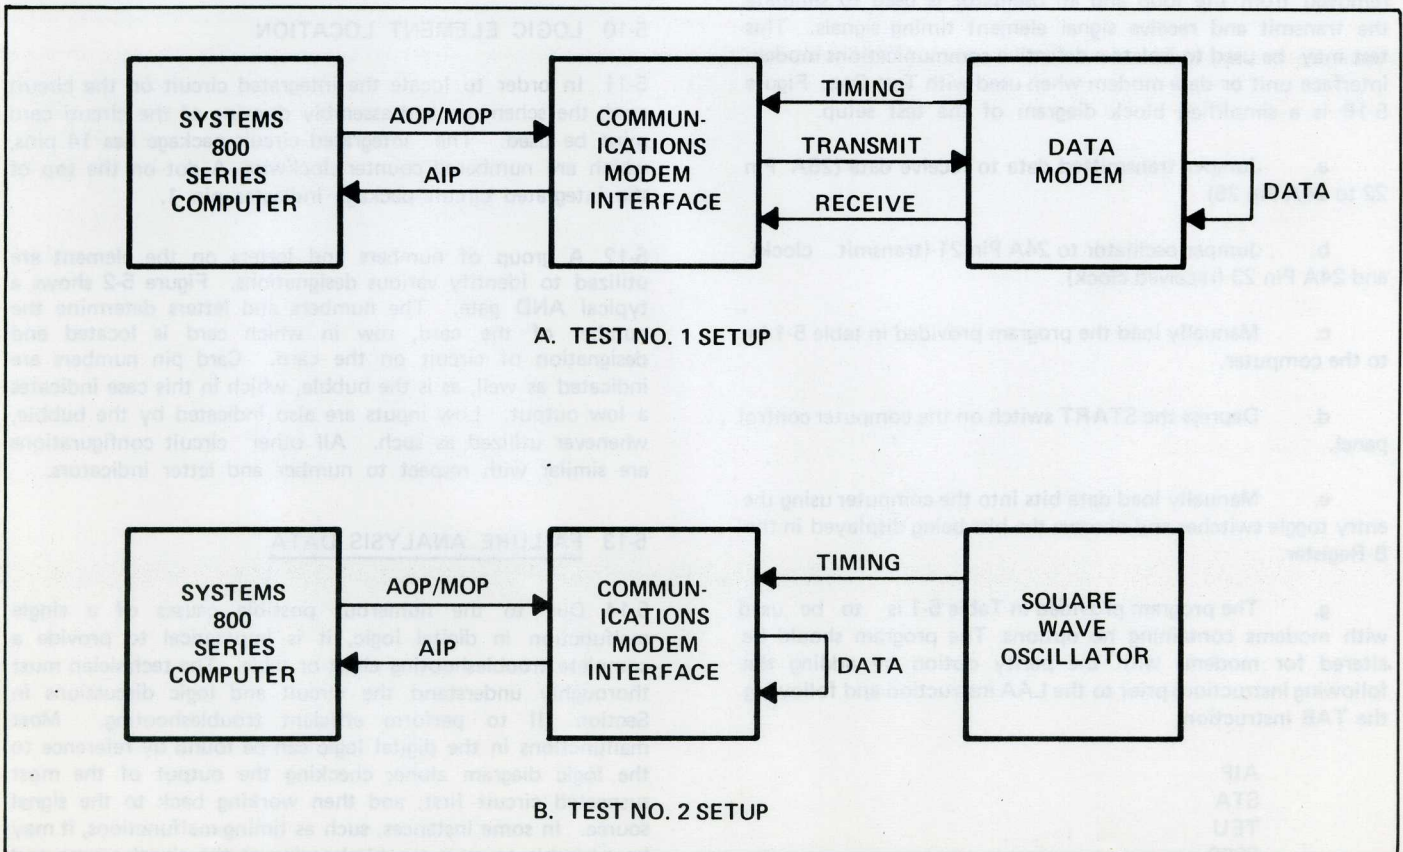 SYSTEMS
800
SERIES
COMPUTER
AOP/MOP
AIP
COMMUN-
ICATIONS
MODEM
INTERFACE
TIMING
TRANSMIT
RECEIVE
DATA
MODEM
DATA
A. TEST NO. 1 SETUP
SYSTEMS
800
SERIES
COMPUTER
AOP/MOP
AIP
COMMUN-
ICATIONS
MODEM
INTERFACE
TIMING
DATA
SQUARE
WAVE
OSCILLATOR
B. TEST NO. 2 SETUP